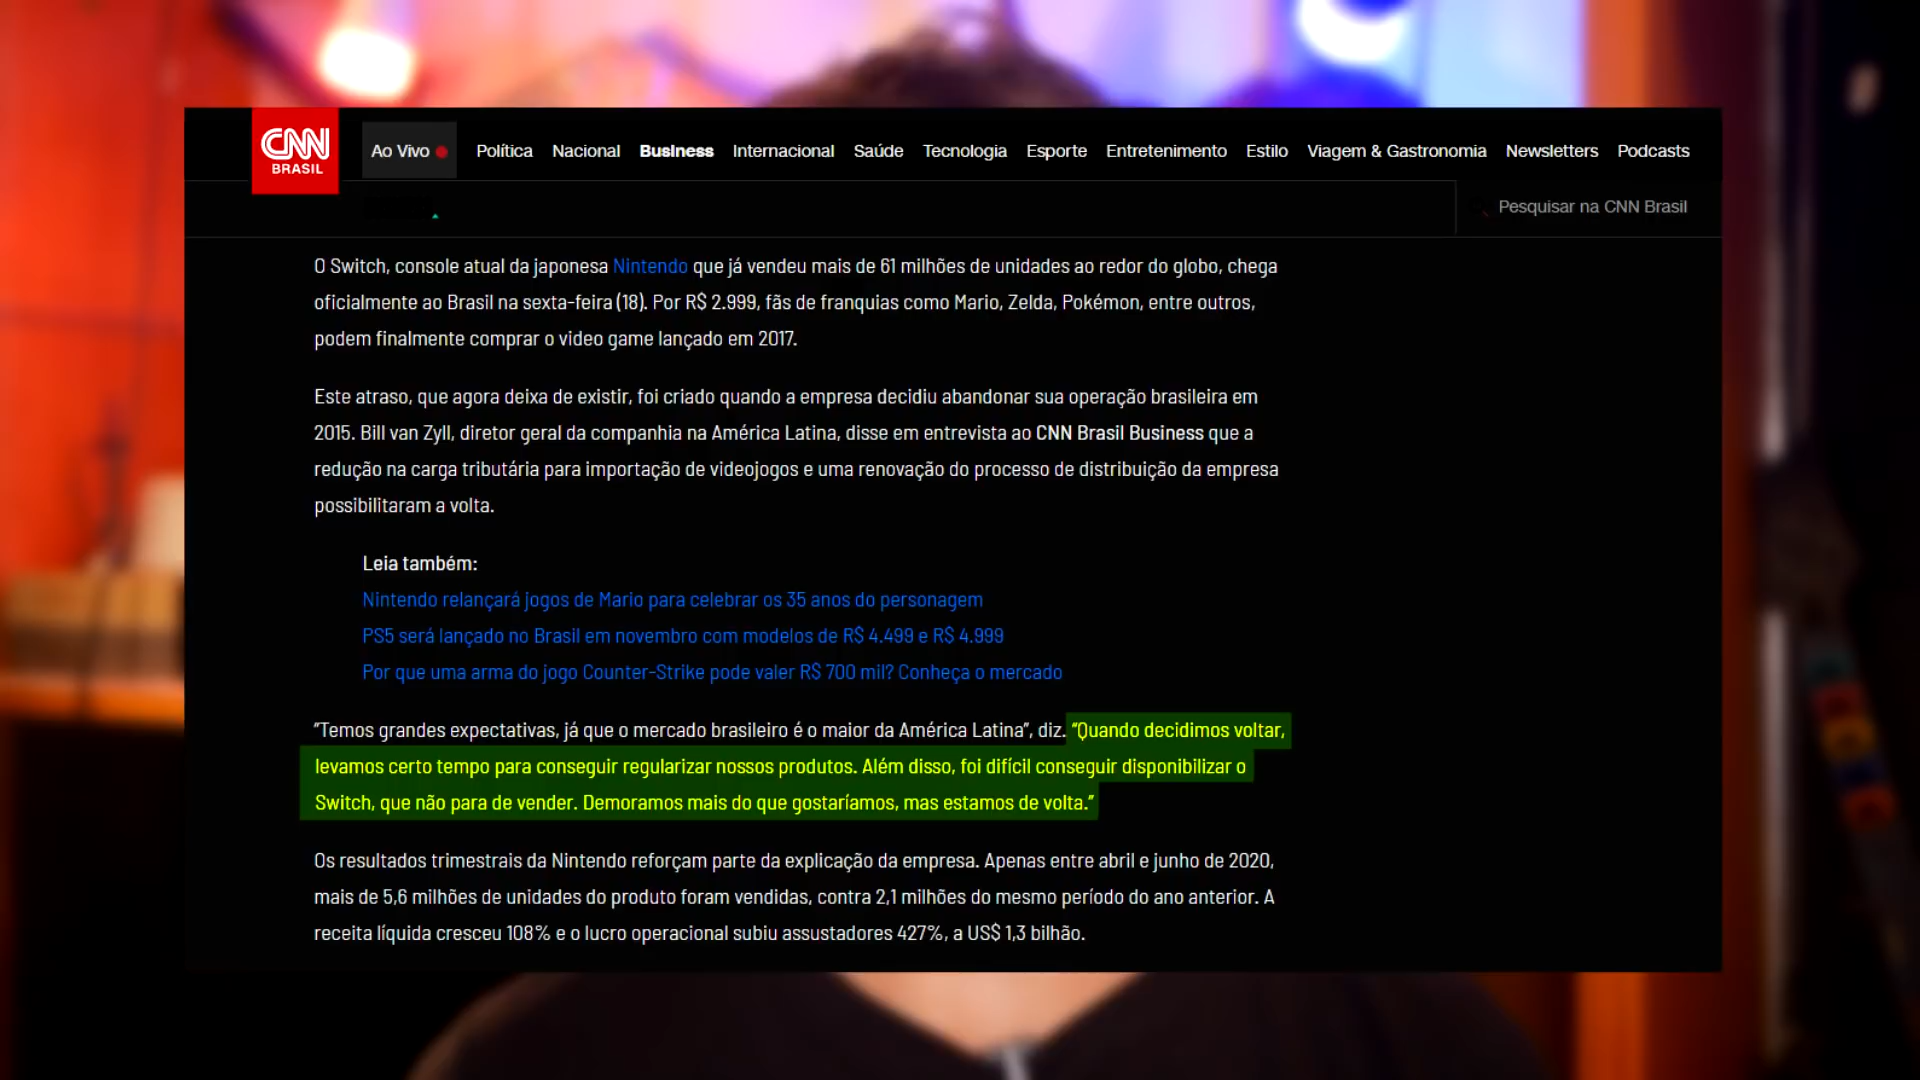 CNN
BRASIL
Ao Vivo
Política
Nacional
Business
Internacional
Saúde
Tecnologia
Esporte
Entretenimento
Estilo
Viagem & Gastronomia
Newsletters
Podcasts
Pesquisar na CNN Brasil
O Switch, console atual da japonesa Nintendo que já vendeu mais de 61 milhões de unidades ao redor do globo, chega
oficialmente ao Brasil na sexta-feira (18). Por R$ 2.999, fãs de franquias como Mario, Zelda, Pokémon, entre outros,
podem finalmente comprar o video game lançado em 2017.
Este atraso, que agora deixa de existir, foi criado quando a empresa decidiu abandonar sua operação brasileira em
2015. Bill van Zyll, diretor geral da companhia na América Latina, disse em entrevista ao CNN Brasil Business que a
redução na carga tributária para importação de videojogos e uma renovação do processo de distribuição da empresa
possibilitaram a volta.
Leia também:
Nintendo relançará jogos de Mario para celebrar os 35 anos do personagem
PS5 será lançado no Brasil em novembro com modelos de R$ 4.499 e R$ 4.999
Por que uma arma do jogo Counter-Strike pode valer R$ 700 mil? Conheça o mercado
“Temos grandes expectativas, já que o mercado brasileiro é o maior da América Latina”, diz. “Quando decidimos voltar,
levamos certo tempo para conseguir regularizar nossos produtos. Além disso, foi difícil conseguir disponibilizar o
Switch, que não para de vender. Demoramos mais do que gostaríamos, mas estamos de volta.”
Os resultados trimestrais da Nintendo reforçam parte da explicação da empresa. Apenas entre abril e junho de 2020,
mais de 5,6 milhões de unidades do produto foram vendidas, contra 2,1 milhões do mesmo período do ano anterior. A
receita líquida cresceu 108% e o lucro operacional subiu assustadores 427%, a US$ 1,3 bilhão.